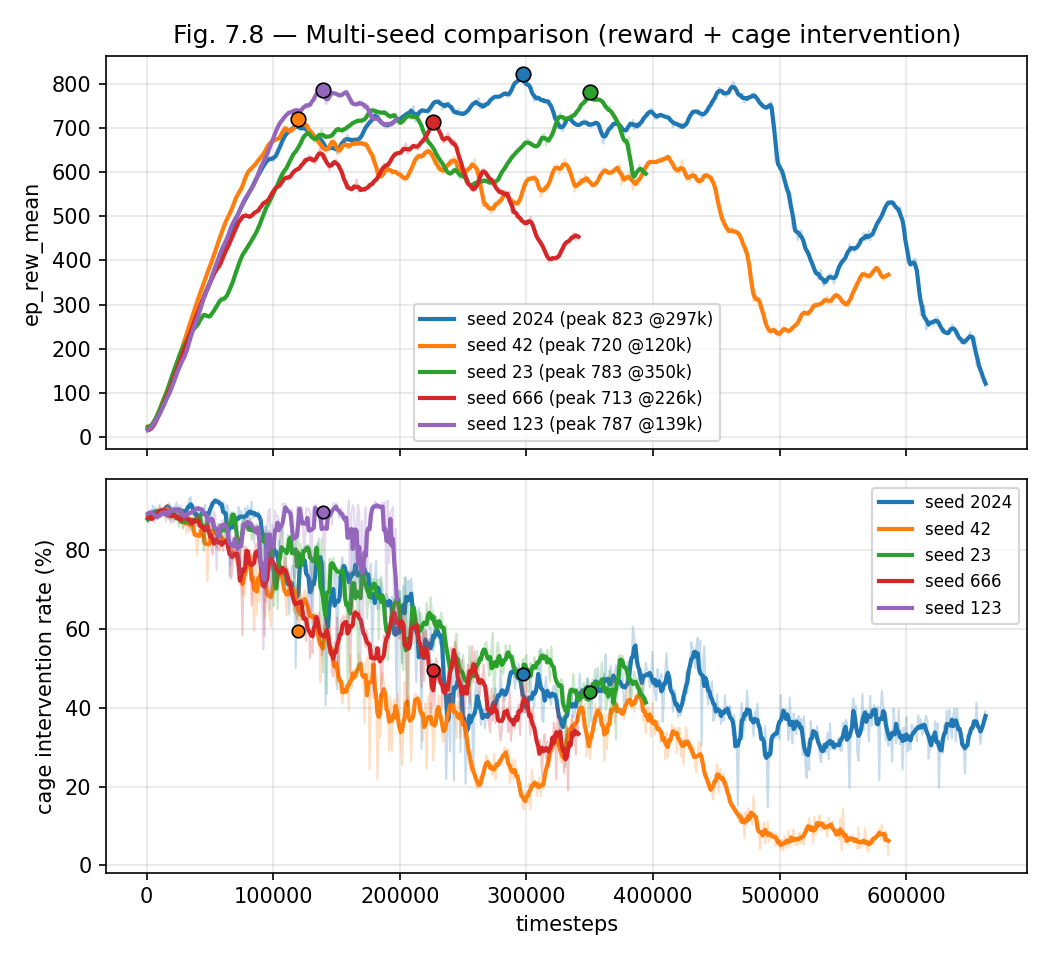 Fig. 7.8 — Multi-seed comparison (reward + cage intervention)
800
700
600
500
400
300
200
100
0
ep_rew_mean
seed 2024 (peak 823 @297k)
seed 42 (peak 720 @120k)
seed 23 (peak 783 @350k)
seed 666 (peak 713 @226k)
seed 123 (peak 787 @139k)
80
60
40
20
0
cage intervention rate (%)
seed 2024
seed 42
seed 23
seed 666
seed 123
0 100000 200000 300000 400000 500000 600000
timesteps